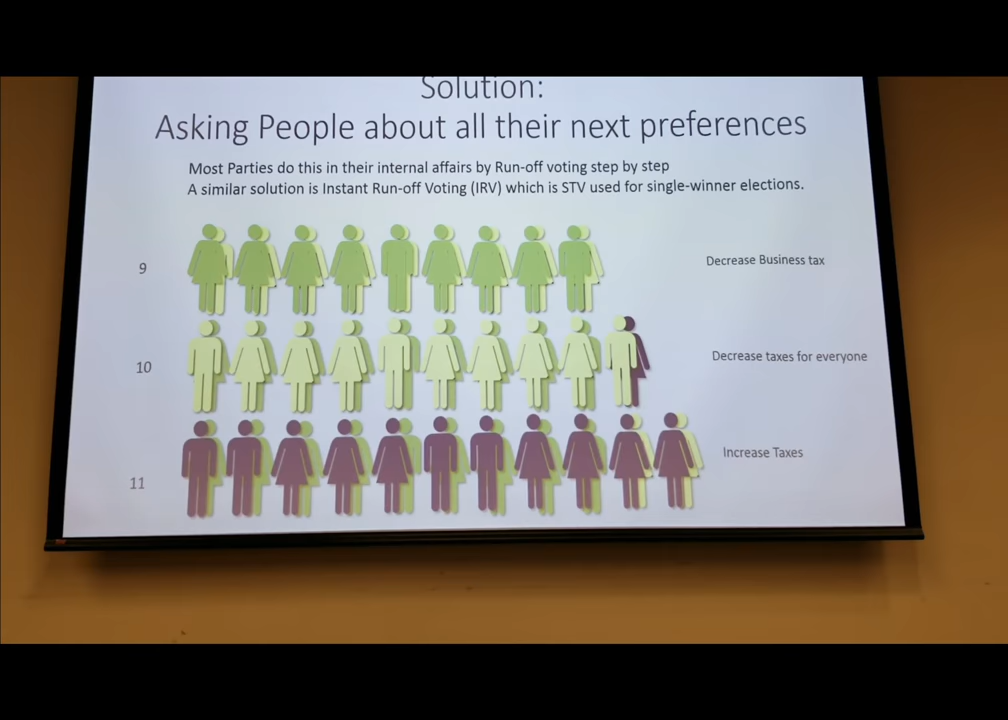 Solution:
Asking People about all their next preferences
Most Parties do this in their internal affairs by Run-off voting step by step
A similar solution is Instant Run-off Voting (IRV) which is STV used for single-winner elections.
9
Decrease Business tax
10
Decrease taxes for everyone
11
Increase Taxes